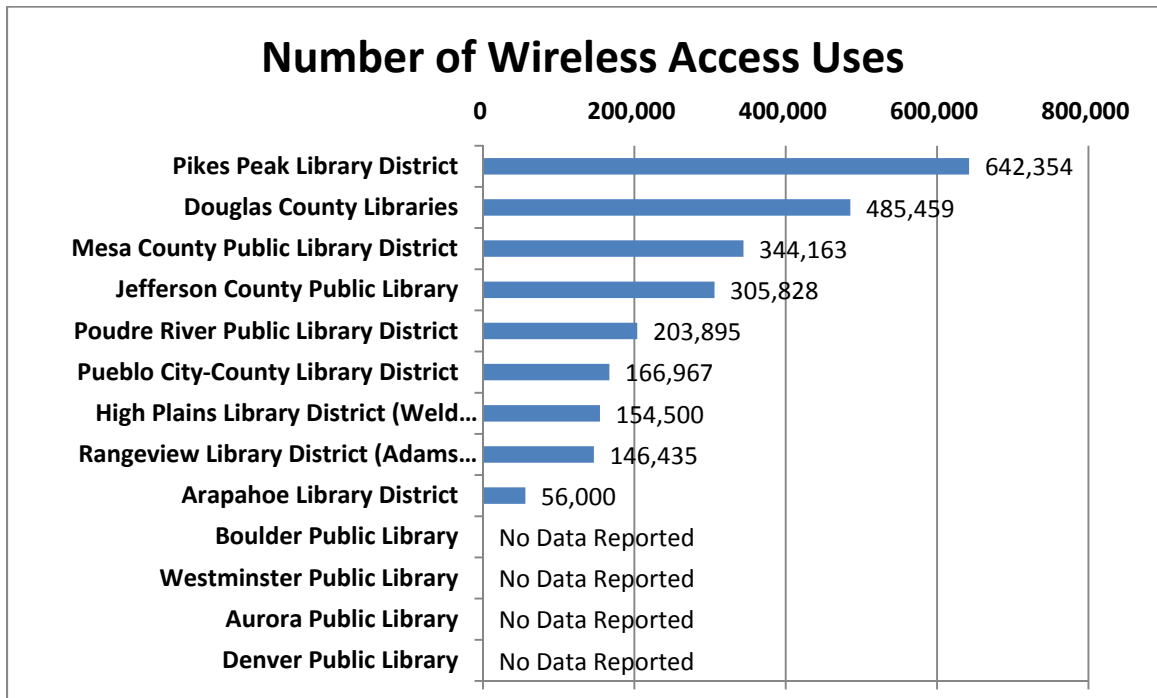 Number of Wireless Access Uses
0 200,000 400,000 600,000 800,000
Pikes Peak Library District 642,354
Douglas County Libraries 485,459
Mesa County Public Library District 344,163
Jefferson County Public Library 305,828
Poudre River Public Library District 203,895
Pueblo City-County Library District 166,967
High Plains Library District (Weld... 154,500
Rangeview Library District (Adams... 146,435
Arapahoe Library District 56,000
Boulder Public Library No Data Reported
Westminster Public Library No Data Reported
Aurora Public Library No Data Reported
Denver Public Library No Data Reported